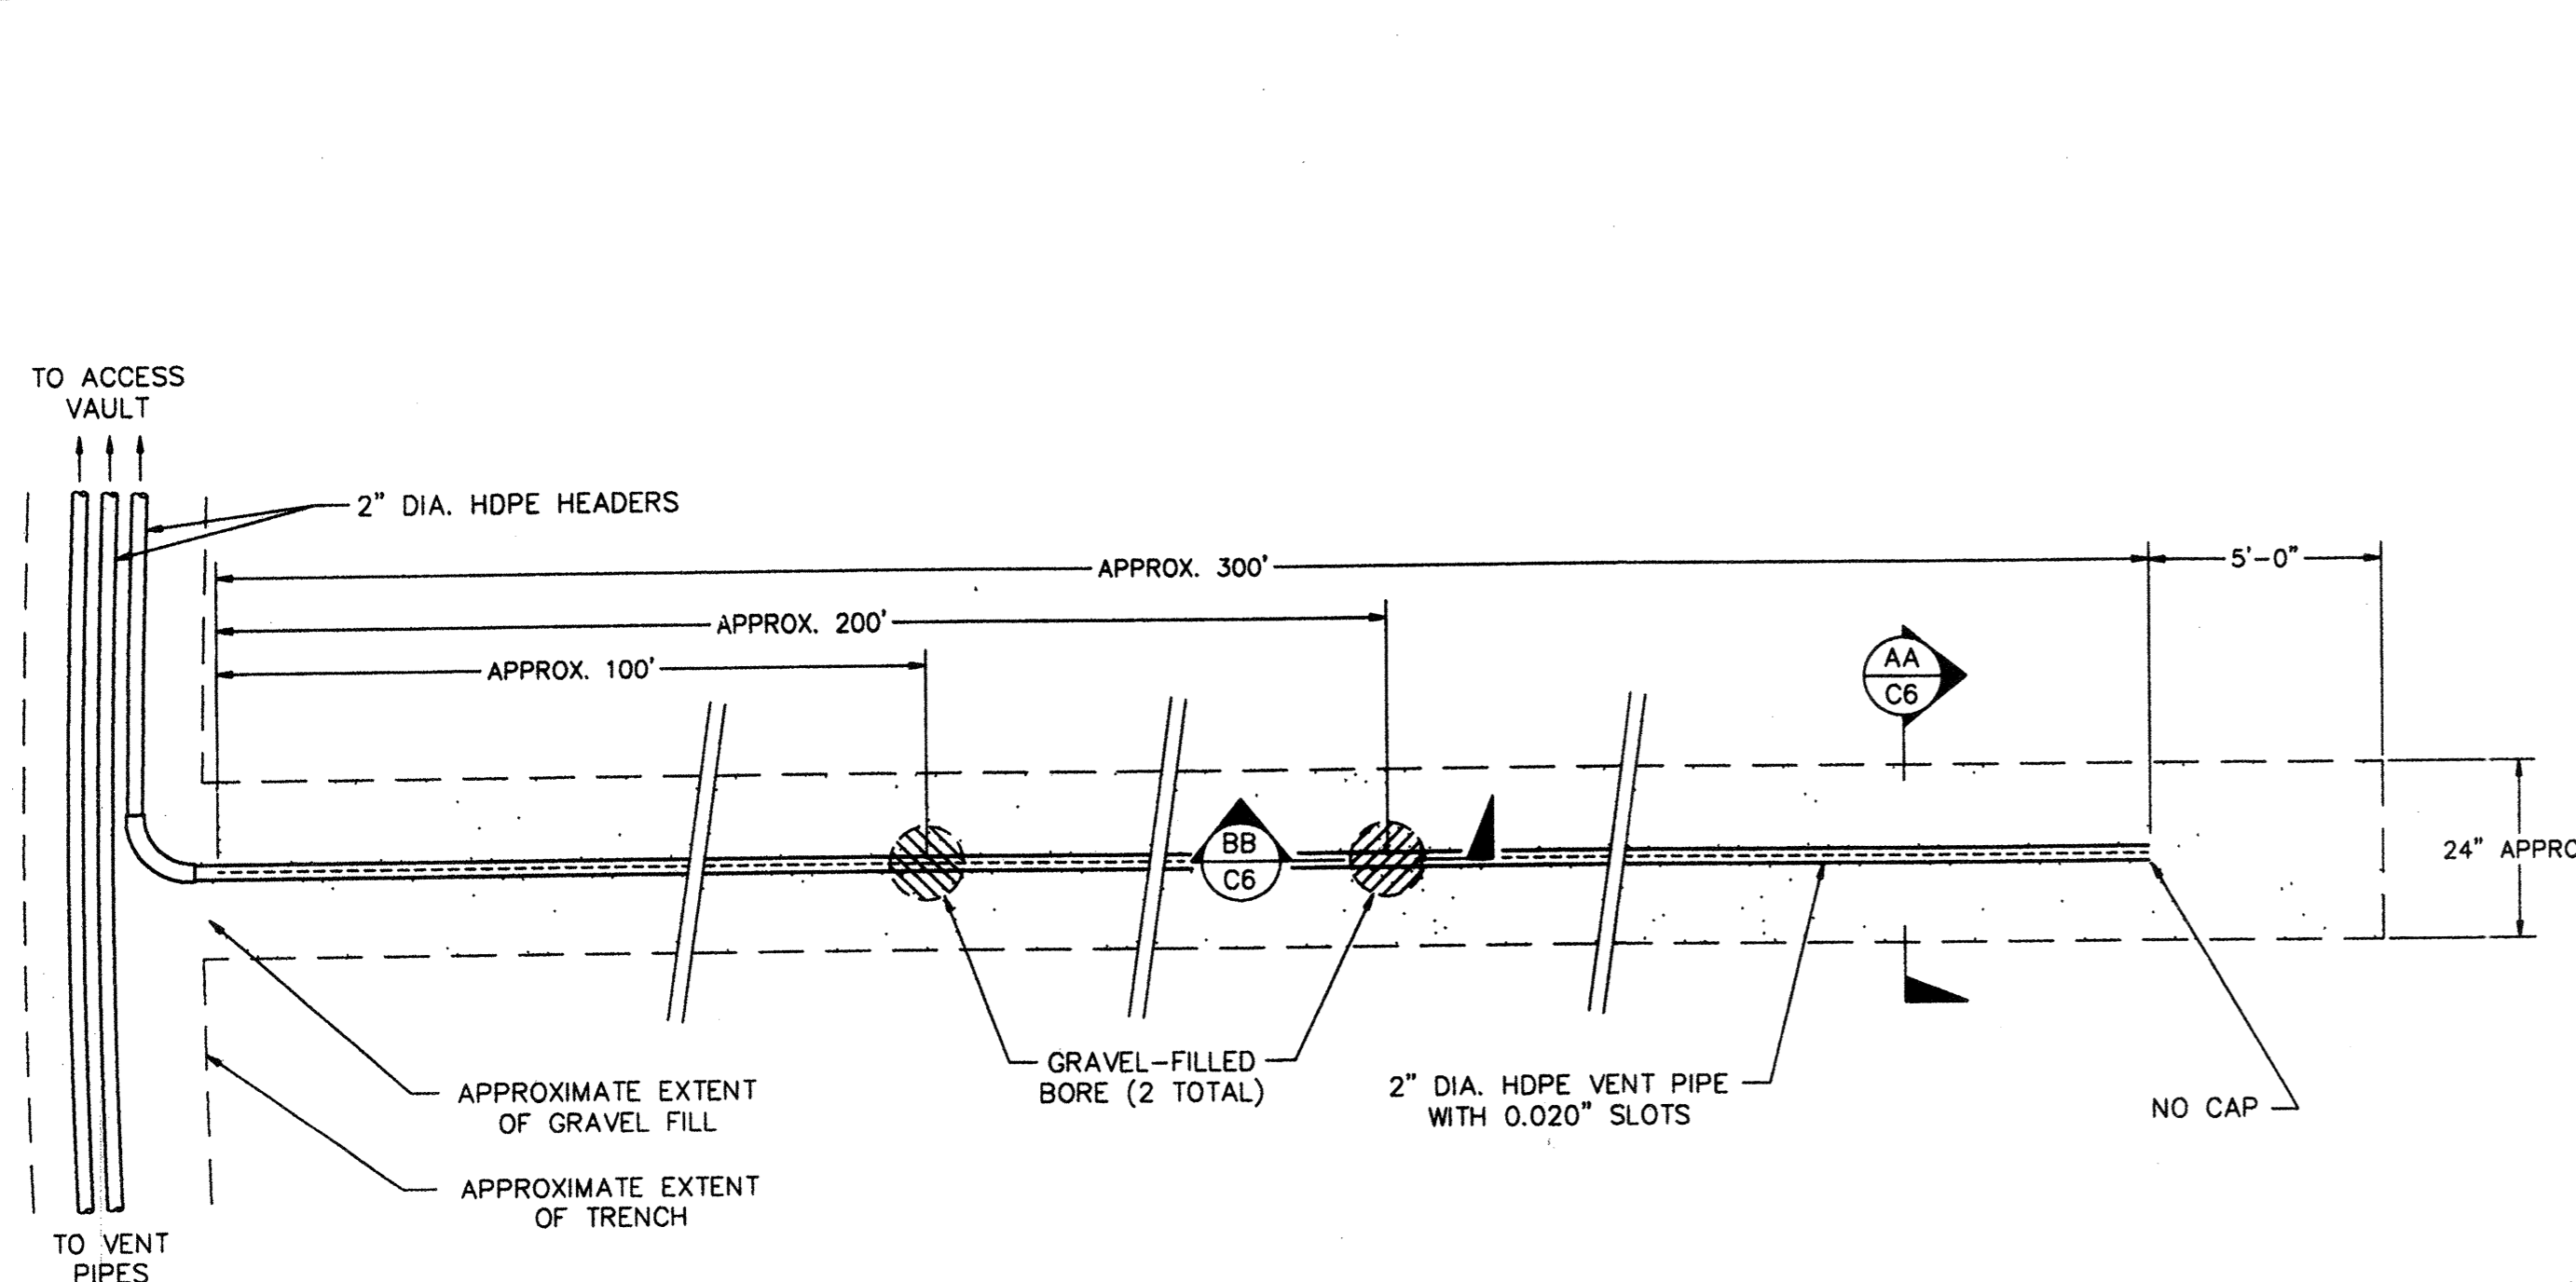 TO ACCESS
VAULT
2" DIA. HDPE HEADERS
APPROX. 300'
5'-0"
APPROX. 200'
APPROX. 100'
AA
C6
BB
C6
24" APPRO
GRAVEL-FILLED
BORE (2 TOTAL)
2" DIA. HDPE VENT PIPE
WITH 0.020" SLOTS
NO CAP
APPROXIMATE EXTENT
OF GRAVEL FILL
APPROXIMATE EXTENT
OF TRENCH
TO VENT
PIPES